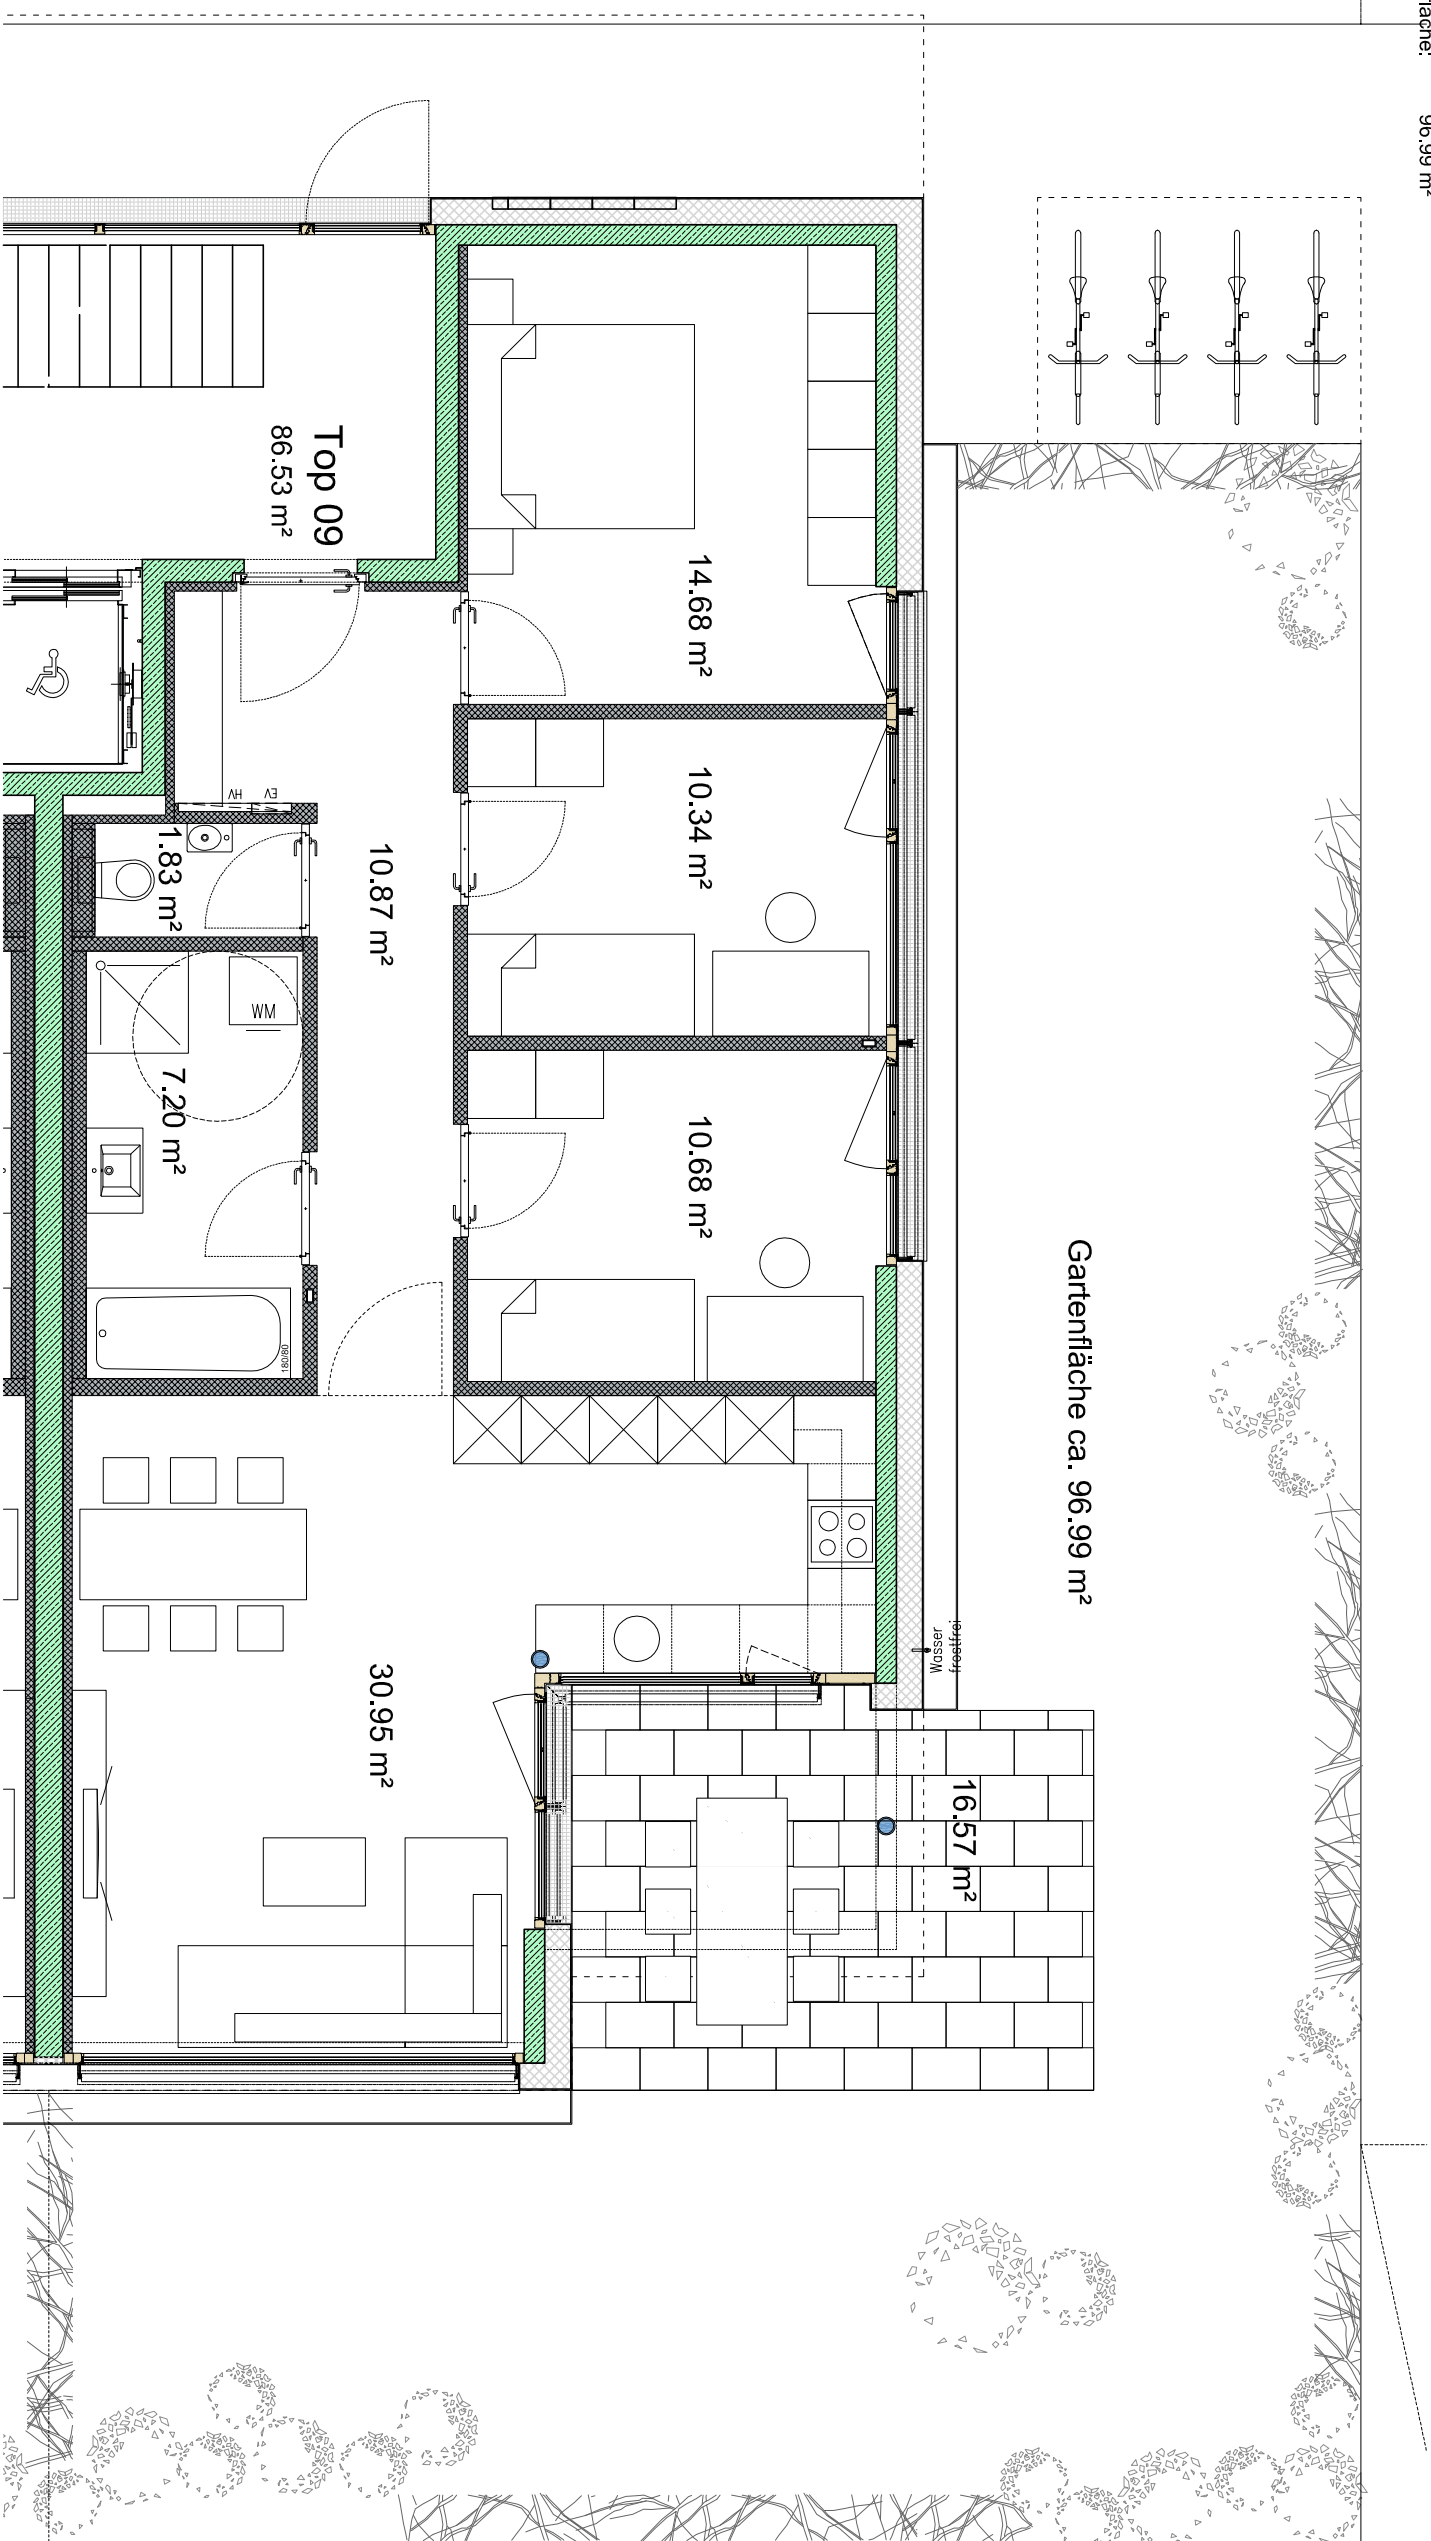 96.99 m²
Top 09
86.53 m²
14.68 m²
10.34 m²
10.68 m²
10.87 m²
HV
EV
1.83 m²
WM
7.20 m²
180/80
30.95 m²
16.57 m²
Wasser
frostfrei
Gartenfläche ca. 96.99 m²